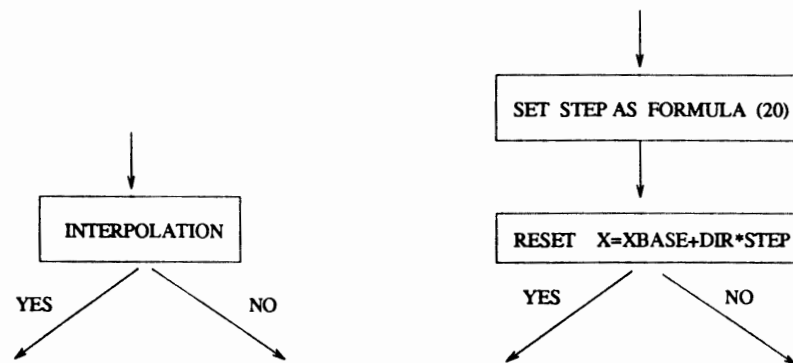 SET STEP AS FORMULA (20)
INTERPOLATION
RESET X=XBASE+DIR*STEP
YES
NO
YES
NO